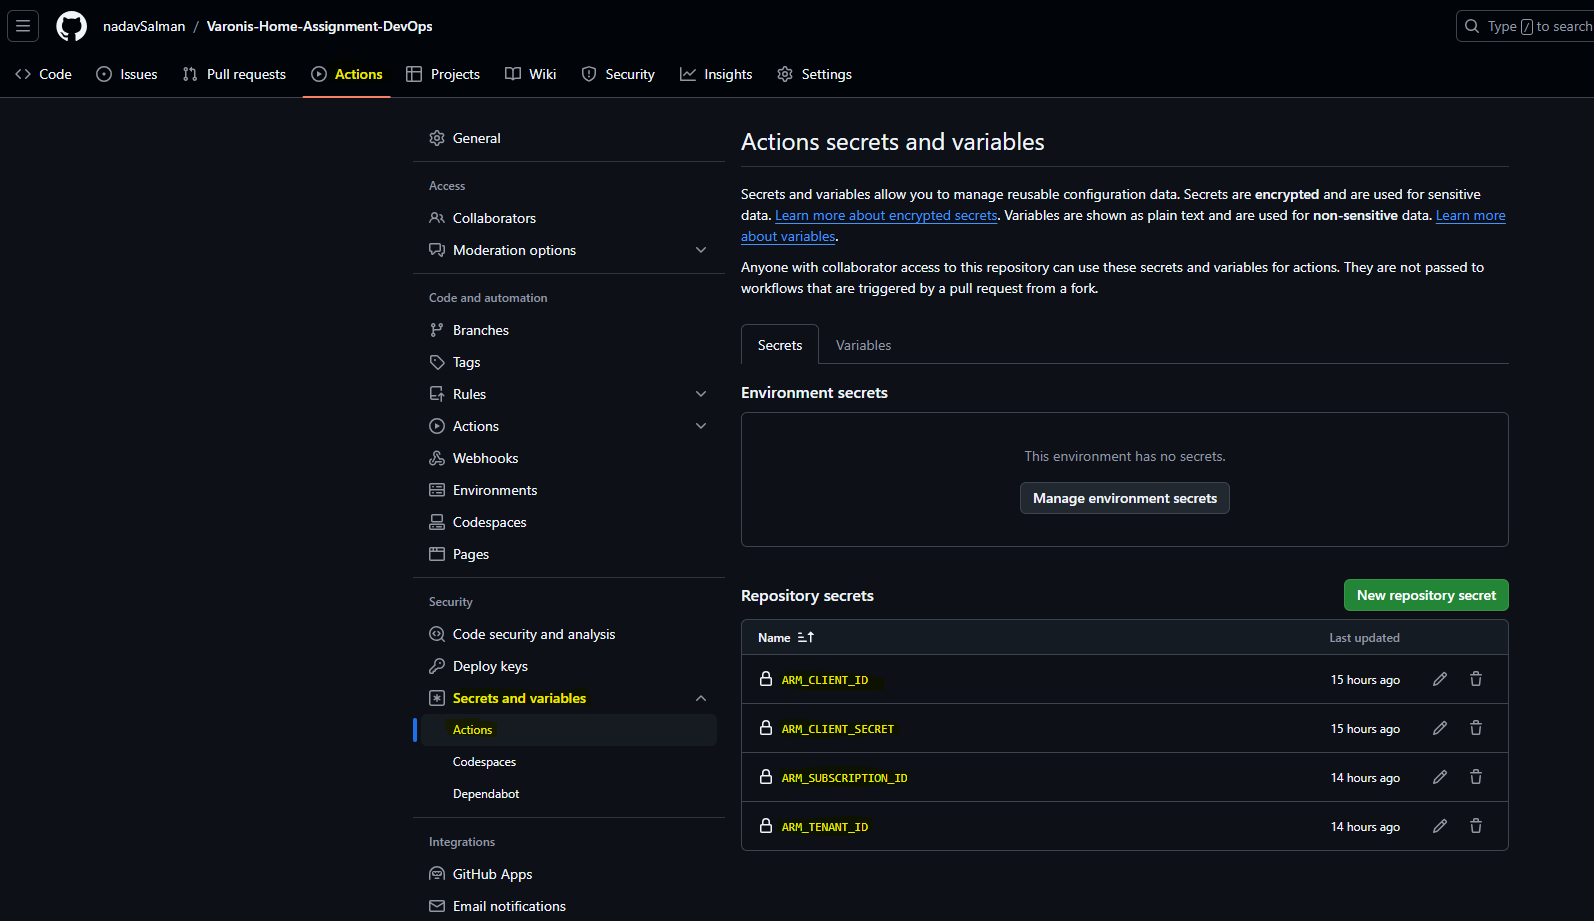 nadavSalman / Varonis-Home-Assignment-DevOps
Type / to search
Code Issues Pull requests Actions Projects Wiki Security Insights Settings
General
Access
Collaborators
Moderation options
Code and automation
Branches
Tags
Rules
Actions
Webhooks
Environments
Codespaces
Pages
Security
Code security and analysis
Deploy keys
Secrets and variables
Actions
Codespaces
Dependabot
Integrations
GitHub Apps
Email notifications
Actions secrets and variables
Secrets and variables allow you to manage reusable configuration data. Secrets are encrypted and are used for sensitive
data. Learn more about encrypted secrets. Variables are shown as plain text and are used for non-sensitive data. Learn more
about variables.
Anyone with collaborator access to this repository can use these secrets and variables for actions. They are not passed to
workflows that are triggered by a pull request from a fork.
Secrets Variables
Environment secrets
This environment has no secrets.
Manage environment secrets
Repository secrets
New repository secret
Name Last updated
ARM_CLIENT_ID 15 hours ago
ARM_CLIENT_SECRET 15 hours ago
ARM_SUBSCRIPTION_ID 14 hours ago
ARM_TENANT_ID 14 hours ago